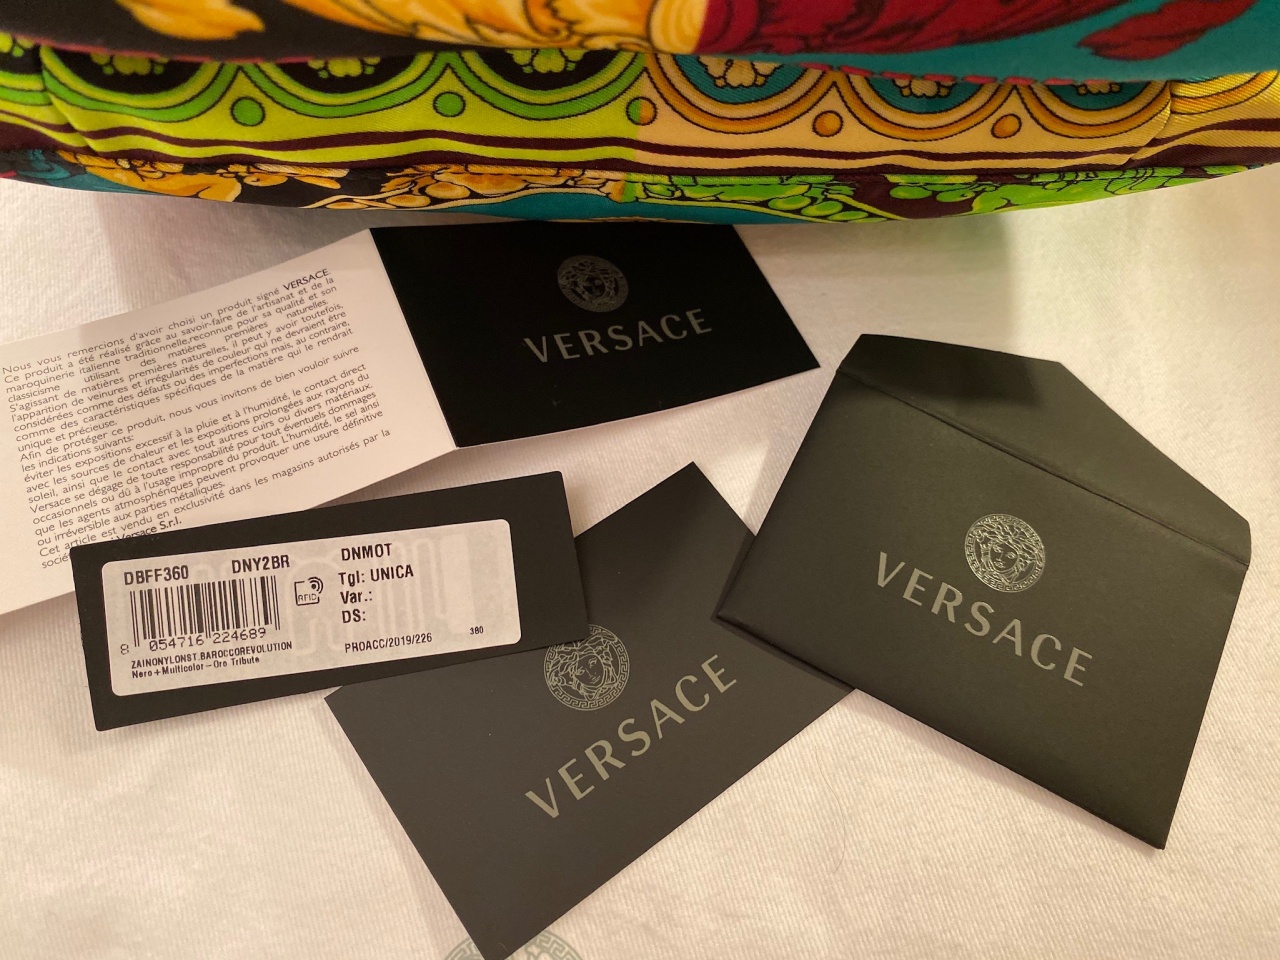 Nous vous remercions d'avoir choisi un produit signé VERSACE
Ce produit a été réalisé grâce au savoir-faire de l'artisanat et de la
maroquinerie italienne traditionnelle, reconnue pour sa qualité et son
classicisme utilisant des matières premières naturelles.
S'agissant de matières premières naturelles, il peut y avoir toutefois,
l'apparition de veinures et irrégularités de couleur qui ne devraient être
considérées comme des défauts ou des imperfections mais, au contraire,
comme des caractéristiques spécifiques de la matière qui le rendrait
unique et précieuse.
Afin de protéger ce produit, nous vous invitons de bien vouloir suivre
les indications suivants:
éviter les expositions excessif à la pluie et à l'humidité, le contact direct
avec les sources de chaleur et les expositions prolongées aux rayons du
soleil, ainsi que le contact avec tout autres cuirs ou divers matériaux.
Versace se dégage de toute responsabilité pour tout éventuels dommages
occasionnels ou dû à l'usage impropre du produit. L'humidité, le sel ainsi
que les agents atmosphériques peuvent provoquer une usure définitive
ou irréversible aux parties métalliques.
Cet article est vendu en exclusivité dans les magasins autorisés par la
socié Versace S.r.l.
VERSACE
DBFF360 DNY2BR DNMOT
RFID
Tgl: UNICA
Var.:
DS:
8 054716 224689
ZAINONYLONST.BAROCCOREVOLUTION
Nero+Multicolor-Oro Tribute
PROACC/2019/226 380
VERSACE
VERSACE